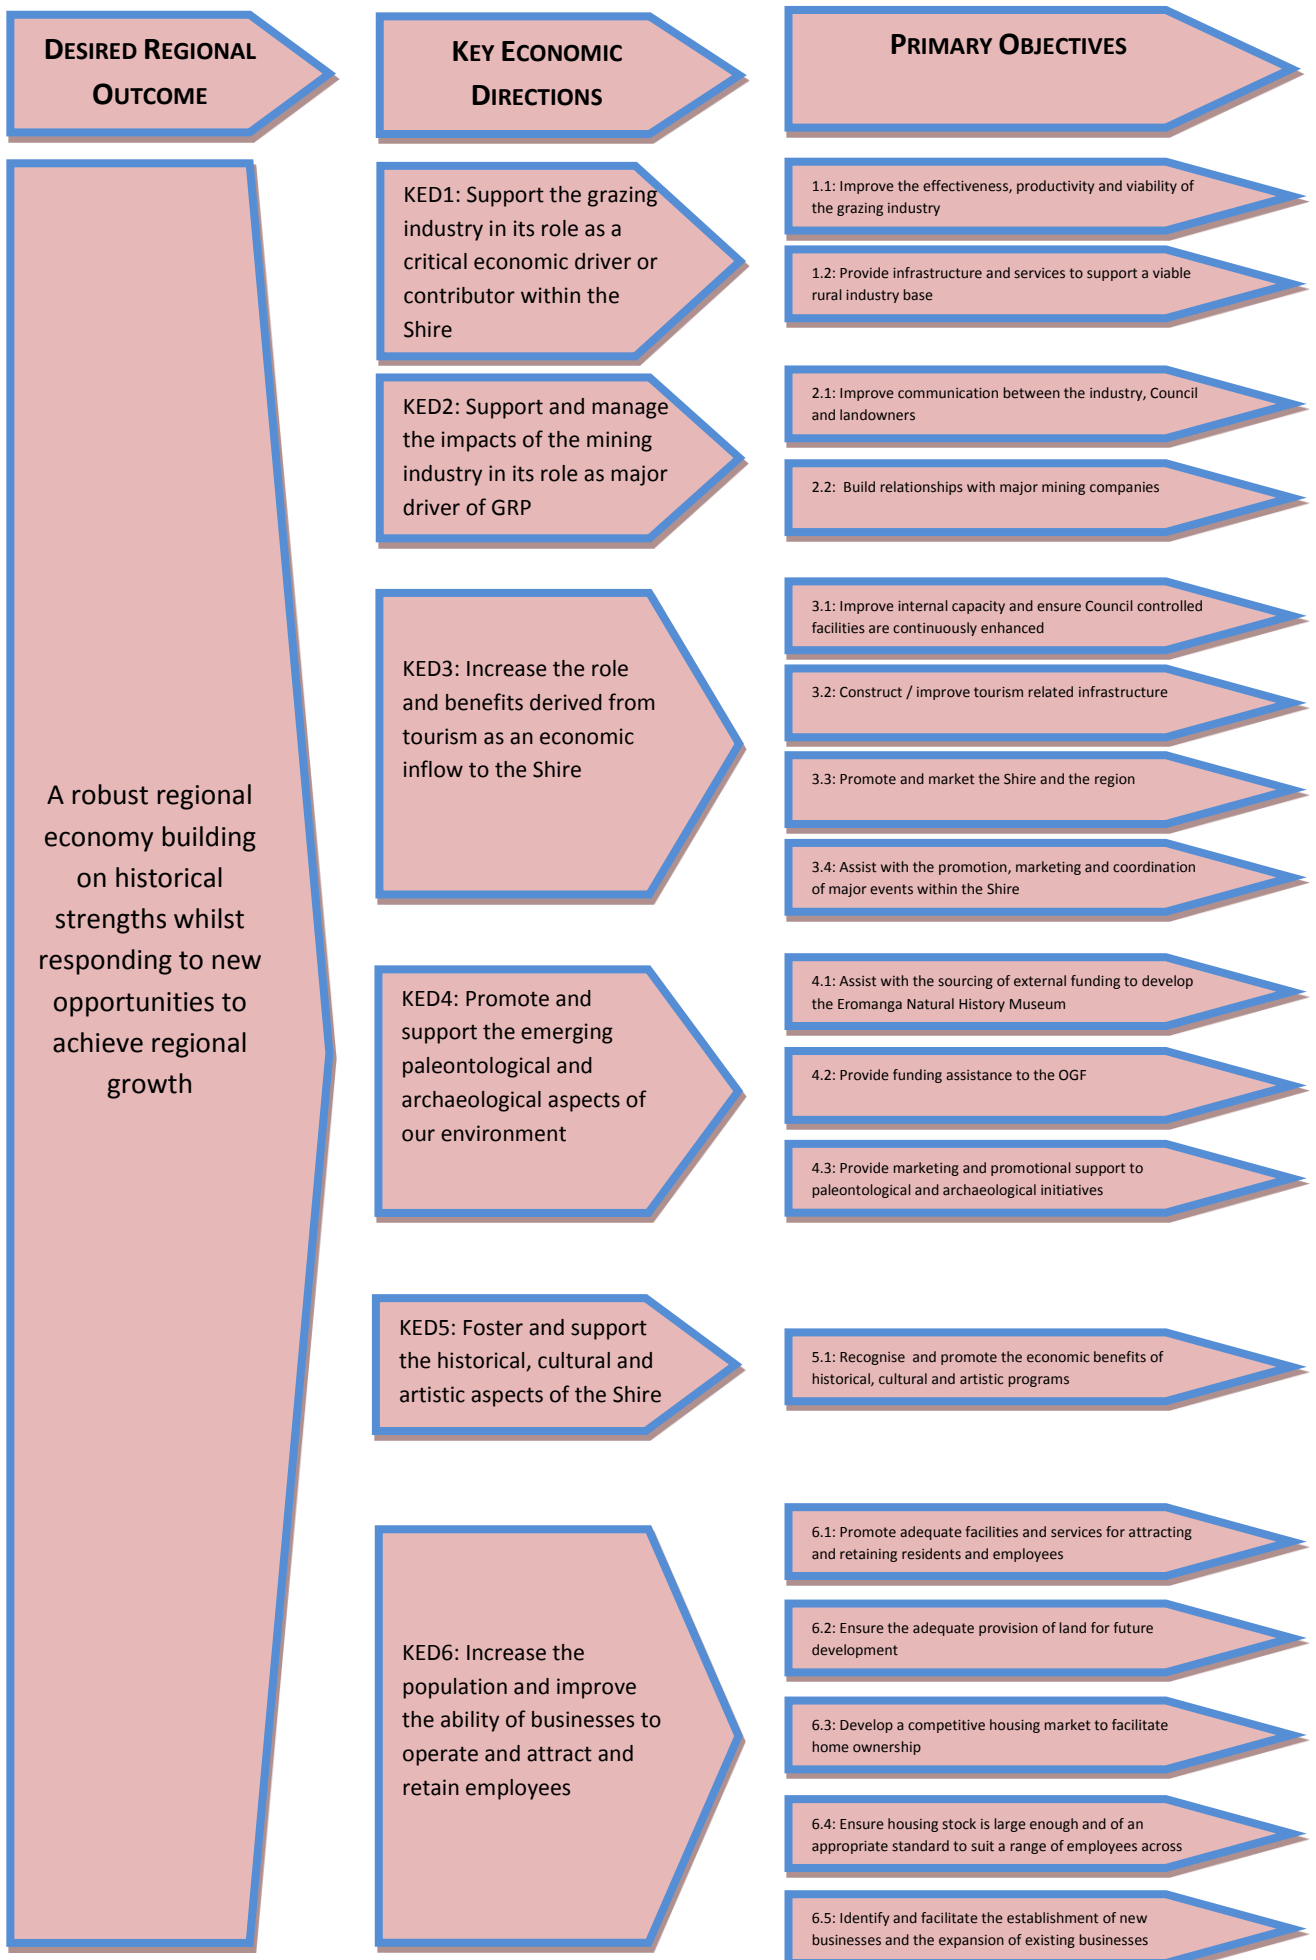 DESIRED REGIONAL
OUTCOME
KEY ECONOMIC
DIRECTIONS
PRIMARY OBJECTIVES
A robust regional
economy building
on historical
strengths whilst
responding to new
opportunities to
achieve regional
growth
KED1: Support the grazing
industry in its role as a
critical economic driver or
contributor within the
Shire
1.1: Improve the effectiveness, productivity and viability of
the grazing industry
1.2: Provide infrastructure and services to support a viable
rural industry base
KED2: Support and manage
the impacts of the mining
industry in its role as major
driver of GRP
2.1: Improve communication between the industry, Council
and landowners
2.2:  Build relationships with major mining companies
KED3: Increase the role
and benefits derived from
tourism as an economic
inflow to the Shire
3.1: Improve internal capacity and ensure Council controlled
facilities are continuously enhanced
3.2: Construct / improve tourism related infrastructure
3.3: Promote and market the Shire and the region
3.4: Assist with the promotion, marketing and coordination
of major events within the Shire
KED4: Promote and
support the emerging
paleontological and
archaeological aspects of
our environment
4.1: Assist with the sourcing of external funding to develop
the Eromanga Natural History Museum
4.2: Provide funding assistance to the OGF
4.3: Provide marketing and promotional support to
paleontological and archaeological initiatives
KED5: Foster and support
the historical, cultural and
artistic aspects of the Shire
5.1: Recognise  and promote the economic benefits of
historical, cultural and artistic programs
KED6: Increase the
population and improve
the ability of businesses to
operate and attract and
retain employees
6.1: Promote adequate facilities and services for attracting
and retaining residents and employees
6.2: Ensure the adequate provision of land for future
development
6.3: Develop a competitive housing market to facilitate
home ownership
6.4: Ensure housing stock is large enough and of an
appropriate standard to suit a range of employees across
6.5: Identify and facilitate the establishment of new
businesses and the expansion of existing businesses